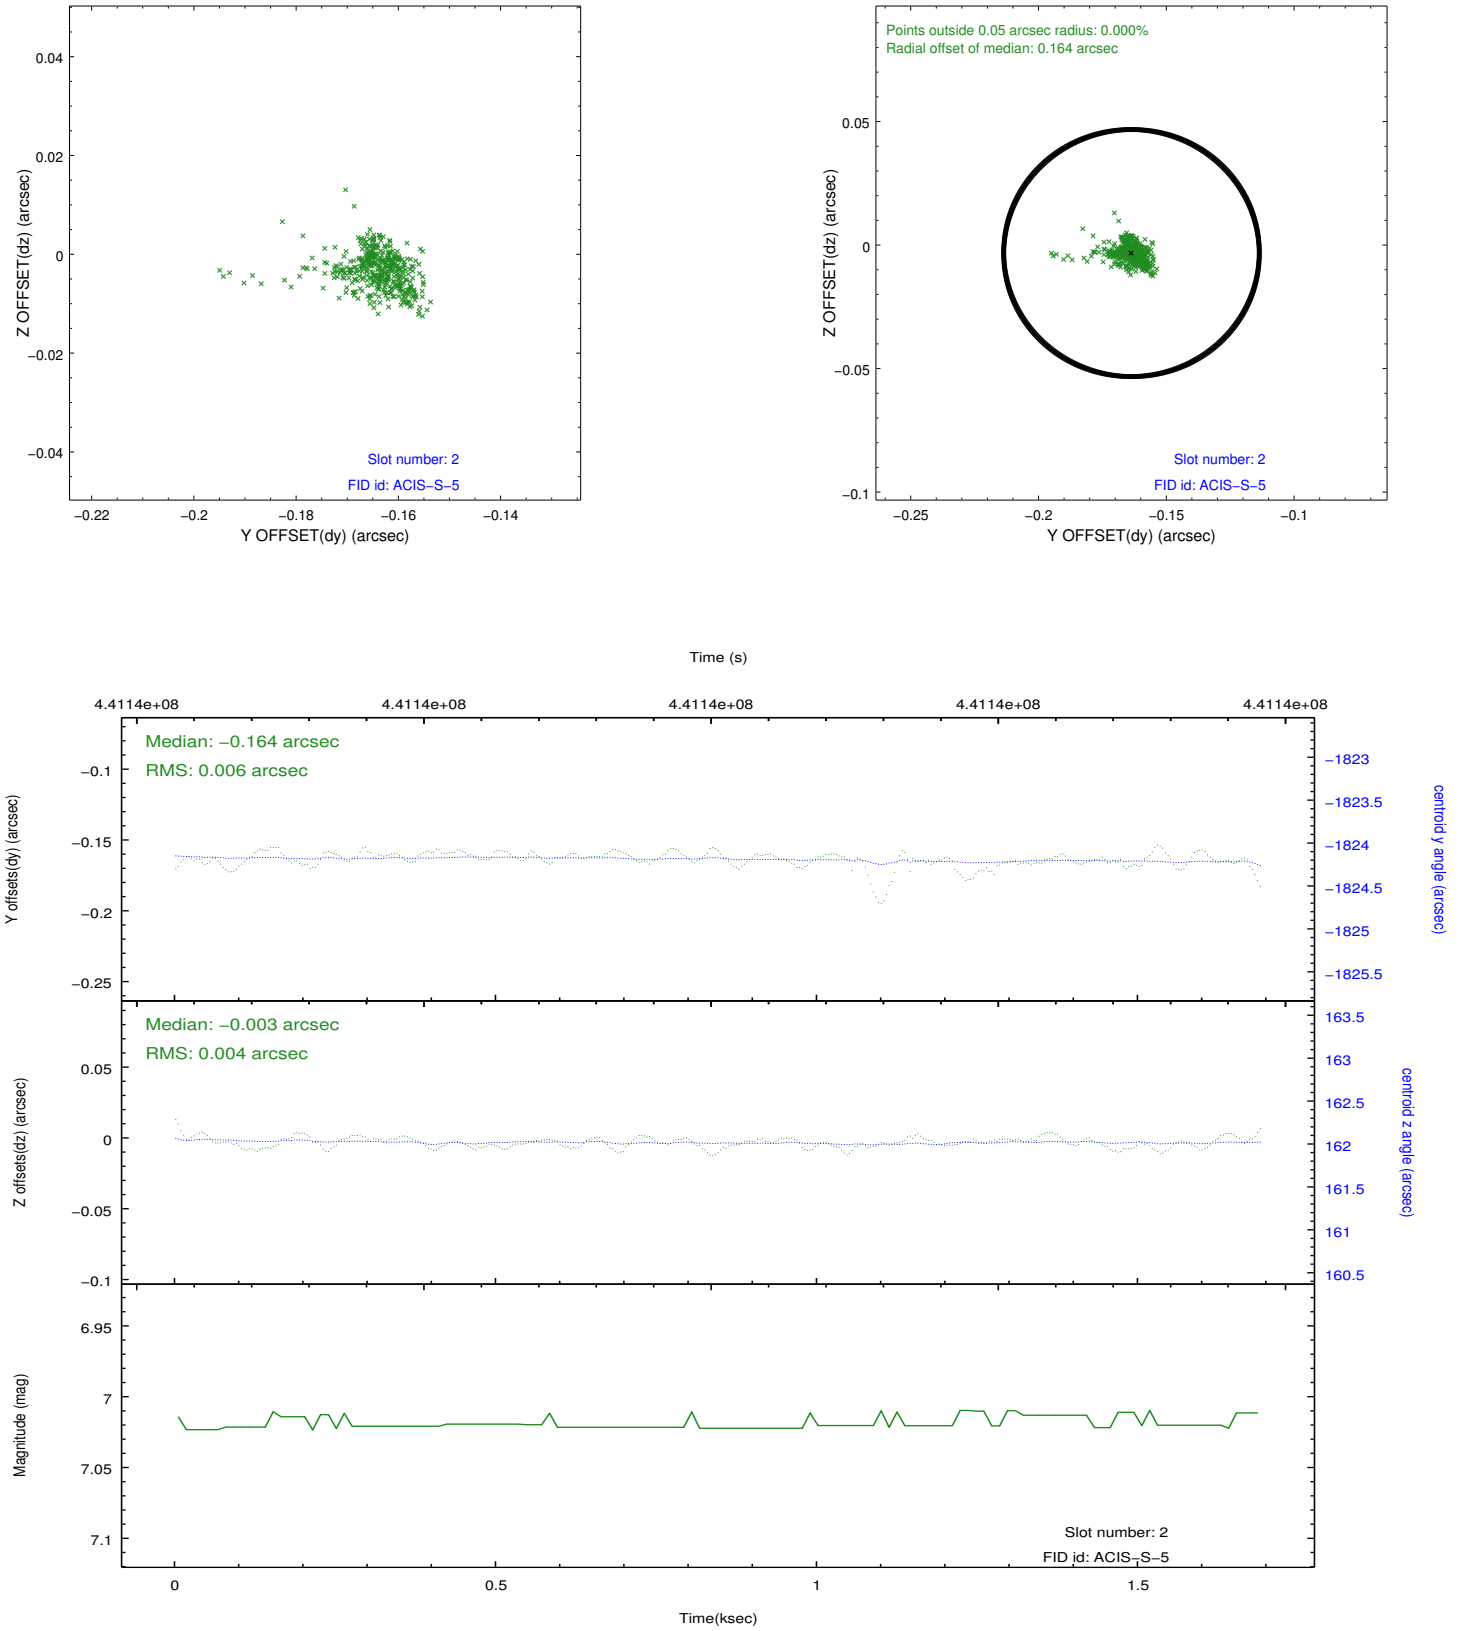 0.04
0.02
0
−0.02
−0.04
Z OFFSET(dz) (arcsec)
Slot number: 2
FID id: ACIS−S−5
−0.22
−0.2
−0.18
−0.16
−0.14
Y OFFSET(dy) (arcsec)
Points outside 0.05 arcsec radius: 0.000%
Radial offset of median: 0.164 arcsec
0.05
0
−0.05
−0.1
Z OFFSET(dz) (arcsec)
Slot number: 2
FID id: ACIS−S−5
−0.25
−0.2
−0.15
−0.1
Y OFFSET(dy) (arcsec)
Time (s)
4.4114e+08
4.4114e+08
4.4114e+08
4.4114e+08
4.4114e+08
Median: −0.164 arcsec
RMS: 0.006 arcsec
−0.1
−0.15
−0.2
−0.25
Y offsets(dy) (arcsec)
−1823
−1823.5
−1824
−1824.5
−1825
−1825.5
centroid y angle (arcsec)
Median: −0.003 arcsec
RMS: 0.004 arcsec
0.05
0
−0.05
−0.1
Z offsets(dz) (arcsec)
163.5
163
162.5
162
161.5
161
160.5
centroid z angle (arcsec)
6.95
7
7.05
7.1
Magnitude (mag)
Slot number: 2
FID id: ACIS−S−5
0
0.5
1
1.5
Time(ksec)